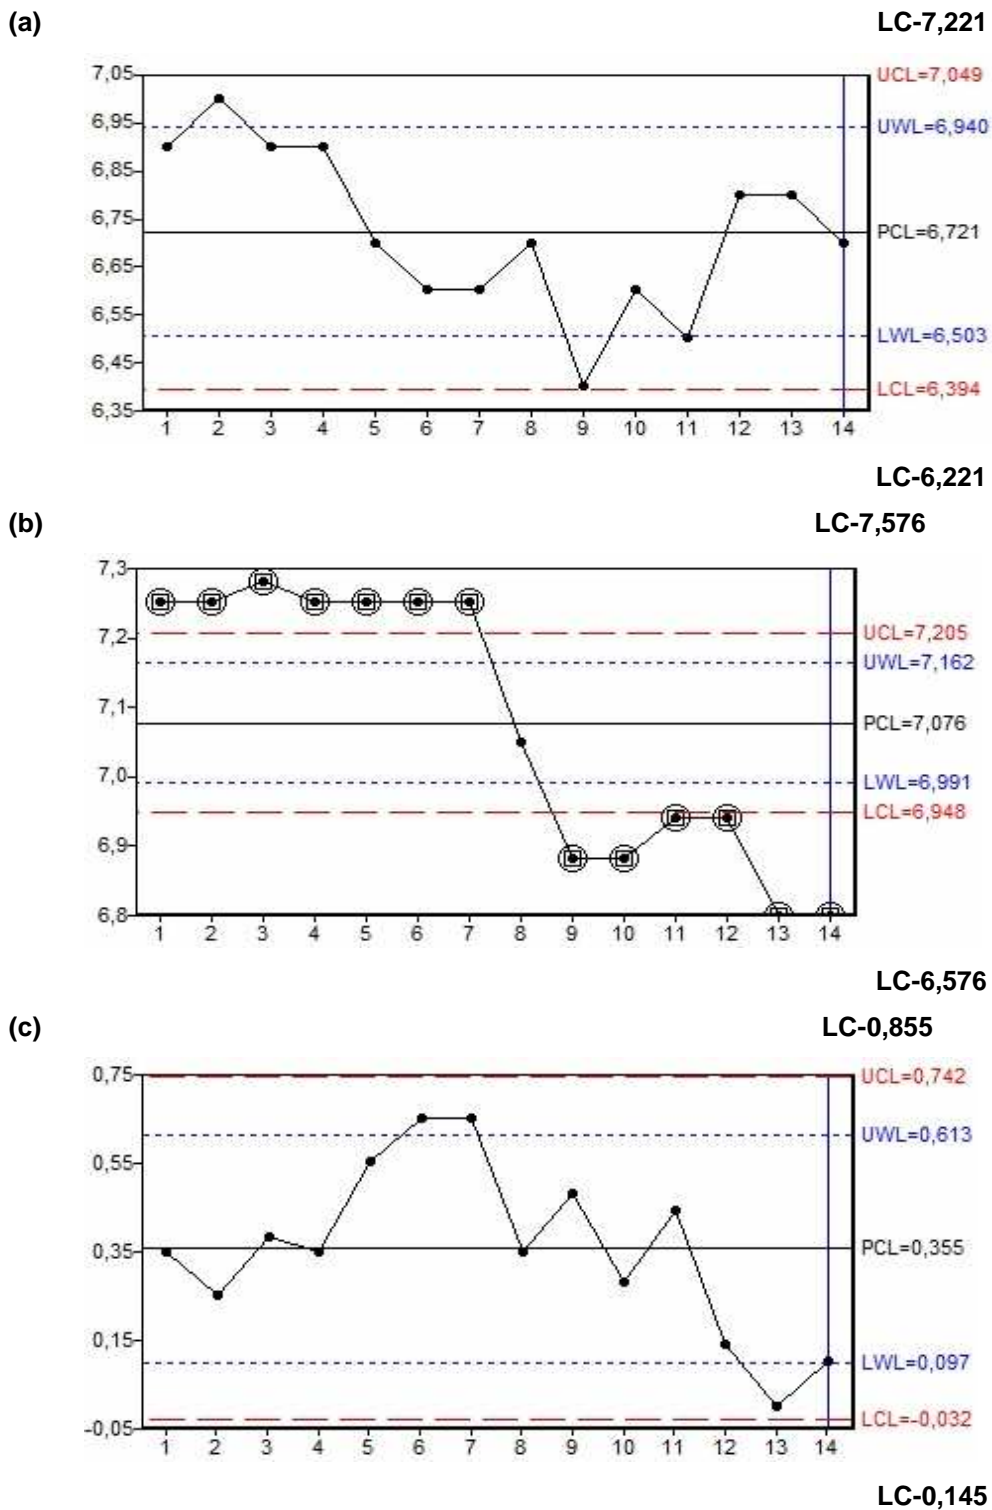 (a) LC-7,221
7,05 UCL=7,049
6,95 UWL=6,940
6,85
6,75 PCL=6,721
6,65
6,55 LWL=6,503
6,45 LCL=6,394
6,35
1 2 3 4 5 6 7 8 9 10 11 12 13 14
LC-6,221
(b) LC-7,576
7,3
7,2 UCL=7,205
UWL=7,162
7,1 PCL=7,076
7,0 LWL=6,991
LCL=6,948
6,9
6,8
1 2 3 4 5 6 7 8 9 10 11 12 13 14
LC-6,576
(c) LC-0,855
0,75 UCL=0,742
UWL=0,613
0,55
0,35 PCL=0,355
0,15 LWL=0,097
-0,05 LCL=-0,032
1 2 3 4 5 6 7 8 9 10 11 12 13 14
LC-0,145